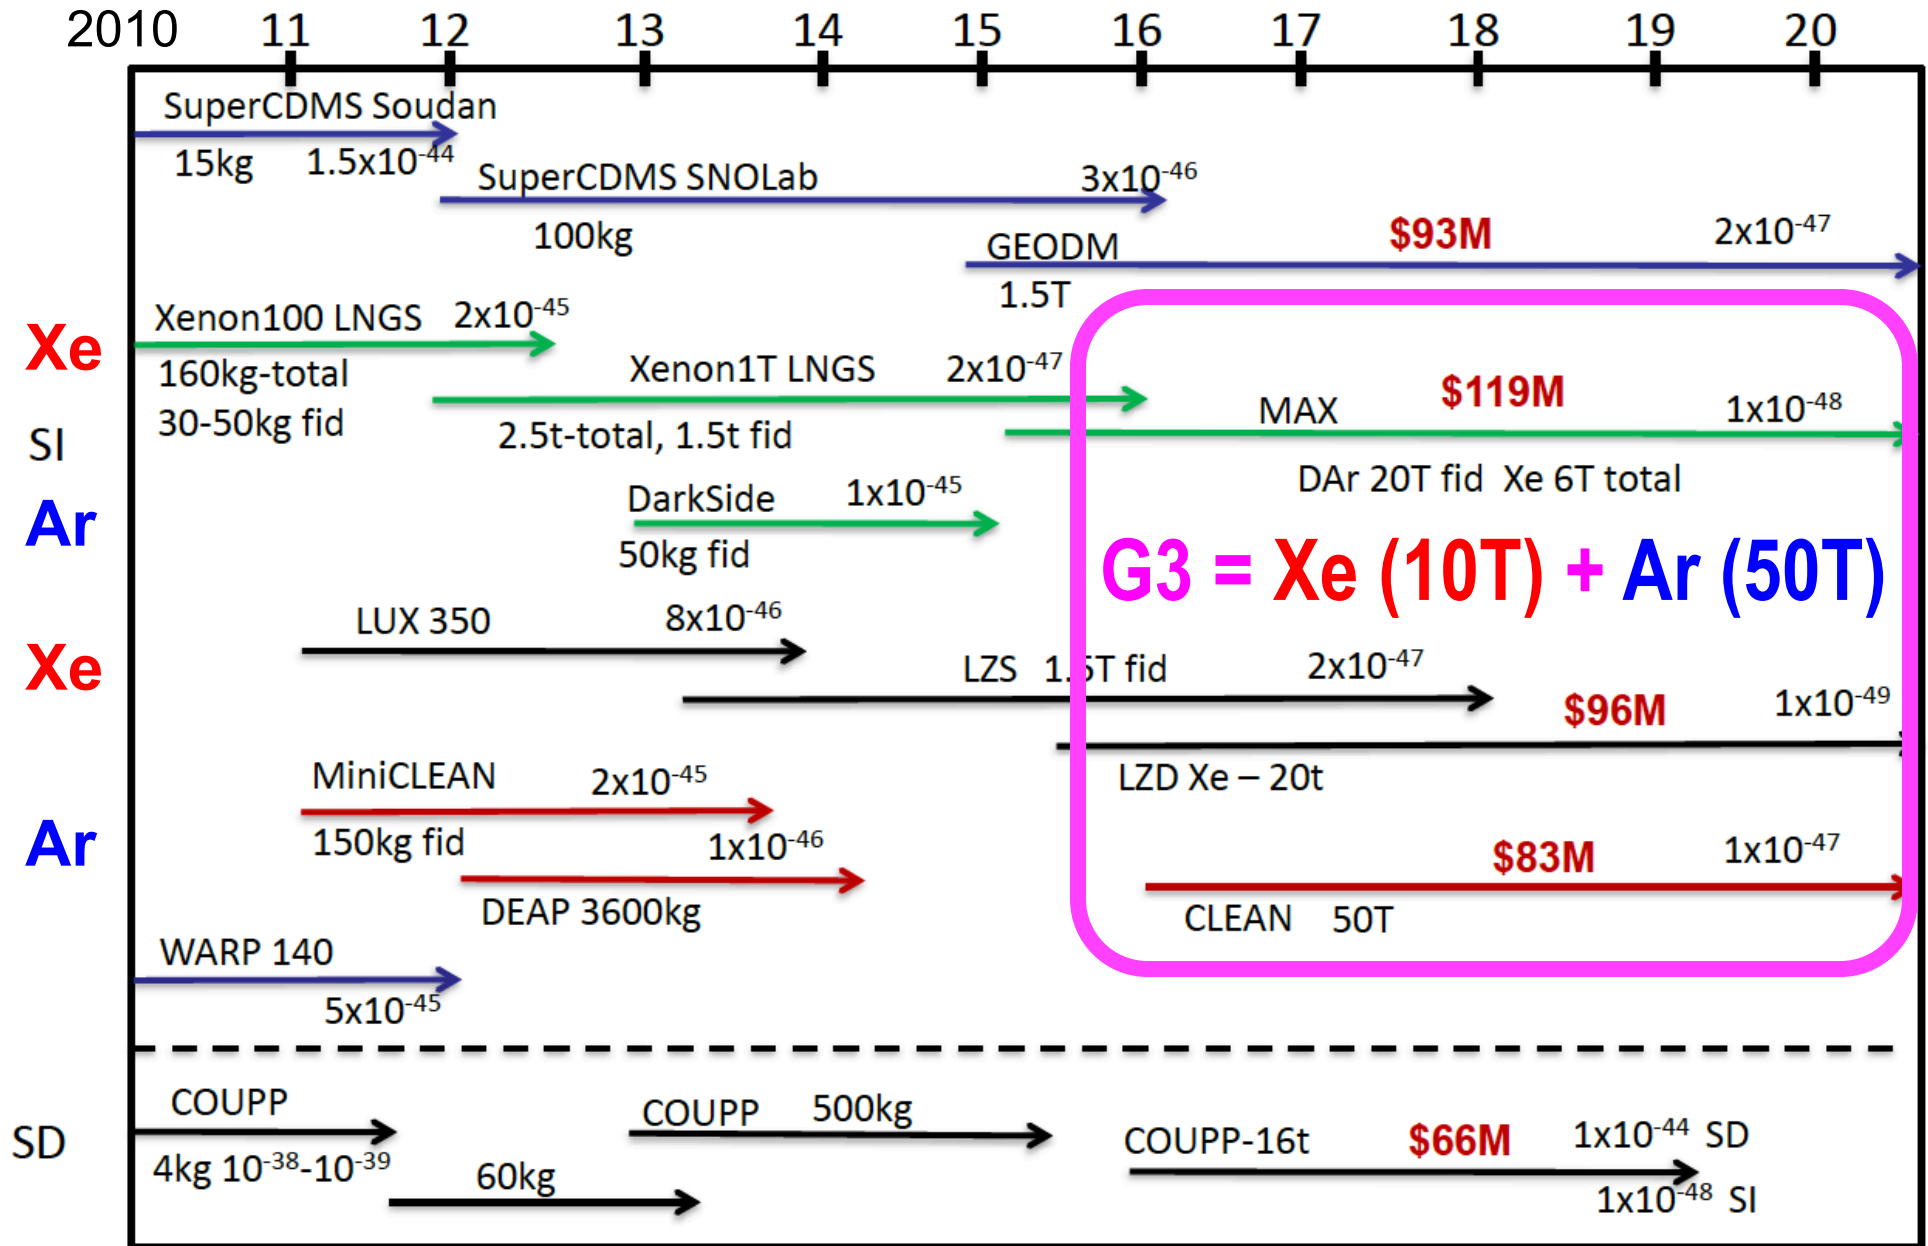 2010 11 12 13 14 15 16 17 18 19 20
SuperCDMS Soudan
15kg 1.5x10⁻⁴⁴
SuperCDMS SNOLab 3x10⁻⁴⁶
100kg
GEODM $93M 2x10⁻⁴⁷
1.5T
Xe
Xenon100 LNGS 2x10⁻⁴⁵
160kg-total
30-50kg fid
Xenon1T LNGS 2x10⁻⁴⁷
2.5t-total, 1.5t fid
MAX $119M 1x10⁻⁴⁸
DAr 20T fid Xe 6T total
SI
Ar
DarkSide 1x10⁻⁴⁵
50kg fid
G3 = Xe (10T) + Ar (50T)
LUX 350 8x10⁻⁴⁶
Xe
LZS 1.5T fid 2x10⁻⁴⁷
$96M 1x10⁻⁴⁹
LZD Xe – 20t
MiniCLEAN 2x10⁻⁴⁵
150kg fid
Ar
1x10⁻⁴⁶
DEAP 3600kg
$83M 1x10⁻⁴⁷
CLEAN 50T
WARP 140
5x10⁻⁴⁵
SD
COUPP
4kg 10⁻³⁸-10⁻³⁹
60kg
COUPP 500kg
COUPP-16t $66M 1x10⁻⁴⁴ SD
1x10⁻⁴⁸ SI